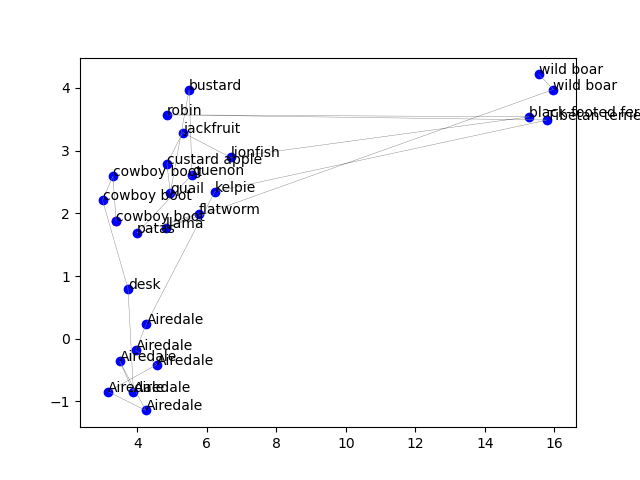 wild boar
wild boar
bustard
robin
black-footed fer
Tibetan terrie
jackfruit
lionfish
custard apple
cowboy boot
guenon
quail
kelpie
cowboy boot
flatworm
cowboy boot
llama
patas
desk
Airedale
Airedale
Airedale
Airedale
Airedale
Airedale
Airedale
4
3
2
1
0
−1
4
6
8
10
12
14
16